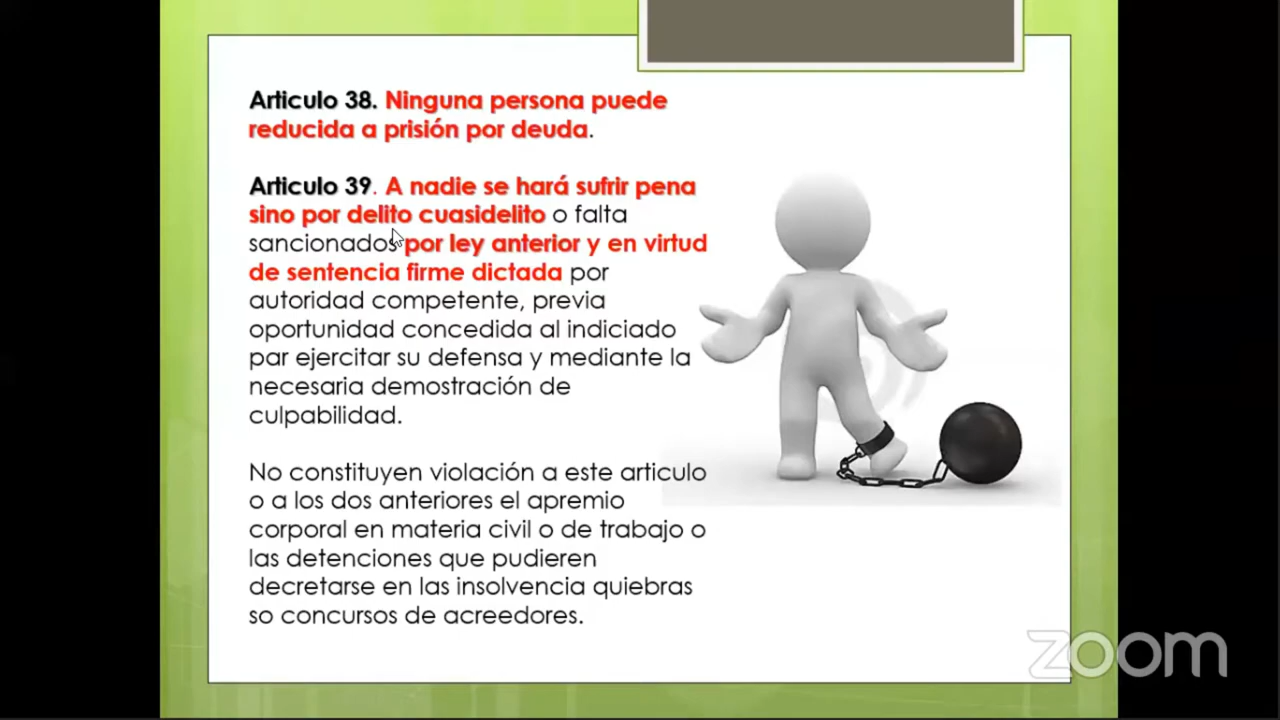 Articulo 38. Ninguna persona puede
reducida a prisión por deuda.
Articulo 39. A nadie se hará sufrir pena
sino por delito cuasidelito o falta
sancionados por ley anterior y en virtud
de sentencia firme dictada por
autoridad competente, previa
oportunidad concedida al indiciado
par ejercitar su defensa y mediante la
necesaria demostración de
culpabilidad.
No constituyen violación a este articulo
o a los dos anteriores el apremio
corporal en materia civil o de trabajo o
las detenciones que pudieren
decretarse en las insolvencia quiebras
so concursos de acreedores.
zoom